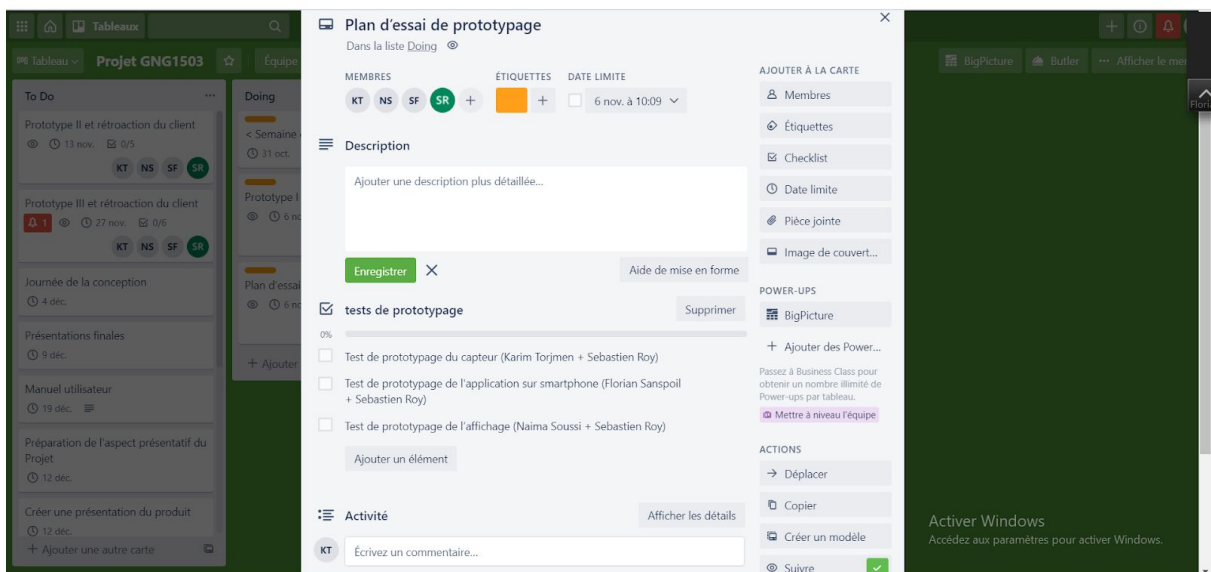 Tableaux
Tableau
Projet GNG1503
Équipe
BigPicture
Butler
Afficher le me
To Do
Prototype II et rétroaction du client
13 nov.
0/5
KT NS SF SR
Prototype III et rétroaction du client
1
27 nov.
0/6
KT NS SF SR
Journée de la conception
4 déc.
Présentations finales
9 déc.
Manuel utilisateur
19 déc.
Préparation de l'aspect présentatif du
Projet
12 déc.
Créer une présentation du produit
12 déc.
+ Ajouter une autre carte
Doing
< Semaine
31 oct.
Prototype I
6 no
Plan d'essai
6 no
+ Ajouter
Plan d'essai de prototypage
Dans la liste Doing
MEMBRES
KT NS SF SR +
ÉTIQUETTES
+
DATE LIMITE
6 nov. à 10:09
Description
Ajouter une description plus détaillée...
Enregistrer
Aide de mise en forme
tests de prototypage
Supprimer
0%
Test de prototypage du capteur (Karim Torjmen + Sebastien Roy)
Test de prototypage de l'application sur smartphone (Florian Sanspoil
+ Sebastien Roy)
Test de prototypage de l'affichage (Naima Soussi + Sebastien Roy)
Ajouter un élément
Activité
Afficher les détails
KT
Écrivez un commentaire...
AJOUTER À LA CARTE
Membres
Étiquettes
Checklist
Date limite
Pièce jointe
Image de couvert...
POWER-UPS
BigPicture
+ Ajouter des Power...
Passez à Business Class pour
obtenir un nombre illimité de
Power-ups par tableau.
Mettre à niveau l'équipe
ACTIONS
Déplacer
Copier
Créer un modèle
Suivre
Floria
Activer Windows
Accédez aux paramètres pour activer Windows.